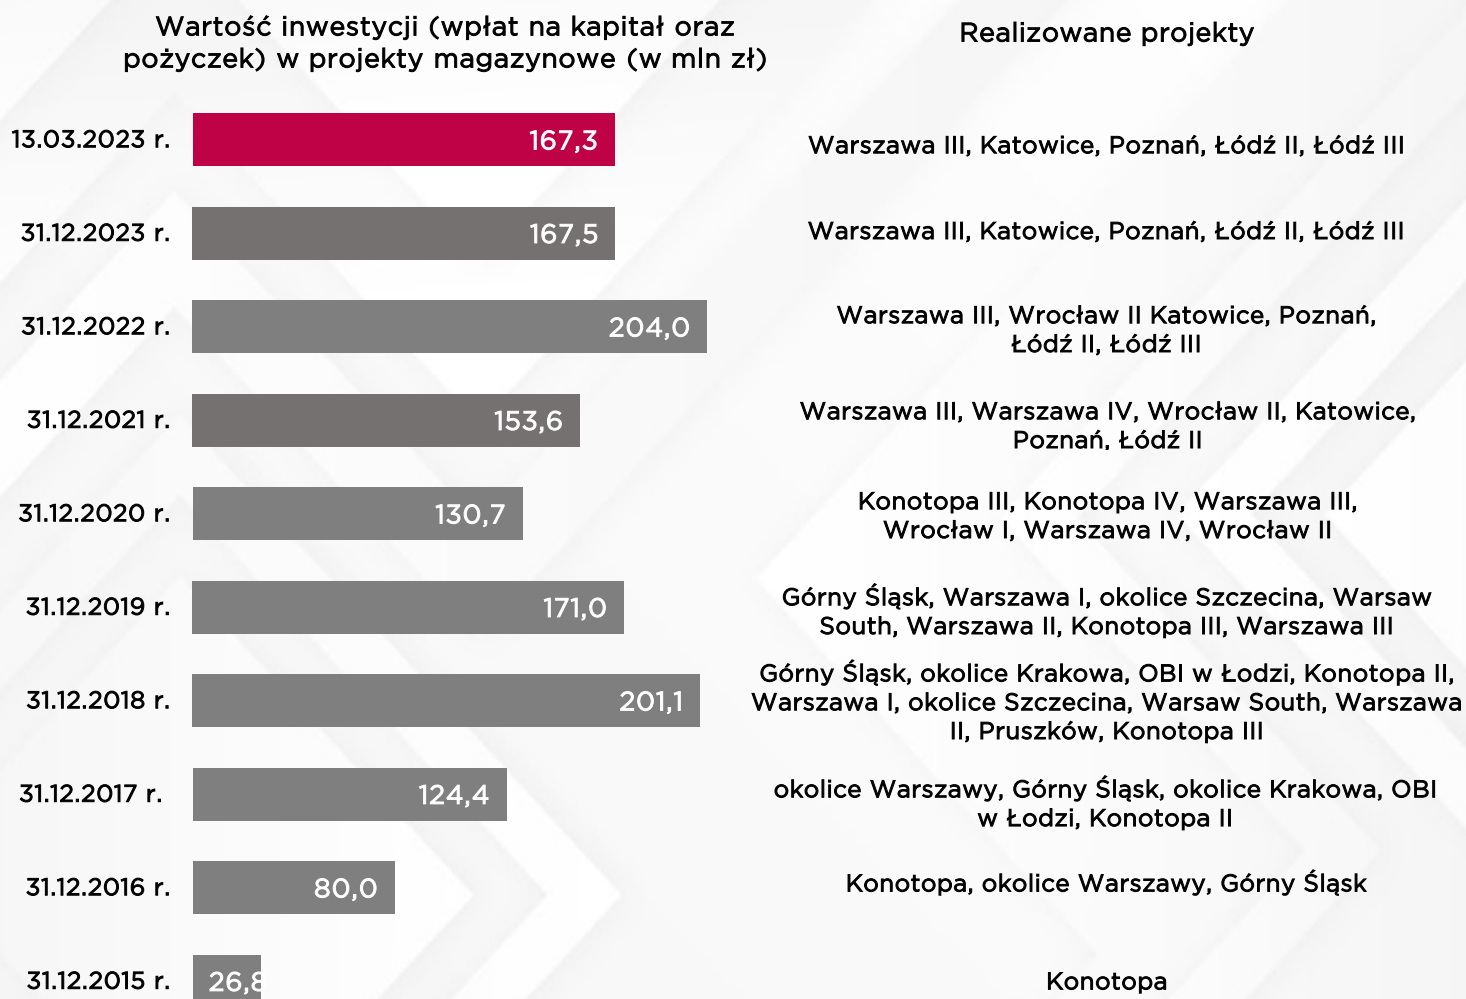 Wartość inwestycji (wpłat na kapitał oraz
pożyczek) w projekty magazynowe (w mln zł)
Realizowane projekty
13.03.2023 r.
167,3
Warszawa III, Katowice, Poznań, Łódź II, Łódź III
31.12.2023 r.
167,5
Warszawa III, Katowice, Poznań, Łódź II, Łódź III
31.12.2022 r.
204,0
Warszawa III, Wrocław II Katowice, Poznań,
Łódź II, Łódź III
31.12.2021 r.
153,6
Warszawa III, Warszawa IV, Wrocław II, Katowice,
Poznań, Łódź II
31.12.2020 r.
130,7
Konotopa III, Konotopa IV, Warszawa III,
Wrocław I, Warszawa IV, Wrocław II
31.12.2019 r.
171,0
Górny Śląsk, Warszawa I, okolice Szczecina, Warsaw
South, Warszawa II, Konotopa III, Warszawa III
31.12.2018 r.
201,1
Górny Śląsk, okolice Krakowa, OBI w Łodzi, Konotopa II,
Warszawa I, okolice Szczecina, Warsaw South, Warszawa
II, Pruszków, Konotopa III
31.12.2017 r.
124,4
okolice Warszawy, Górny Śląsk, okolice Krakowa, OBI
w Łodzi, Konotopa II
31.12.2016 r.
80,0
Konotopa, okolice Warszawy, Górny Śląsk
31.12.2015 r.
26,8
Konotopa